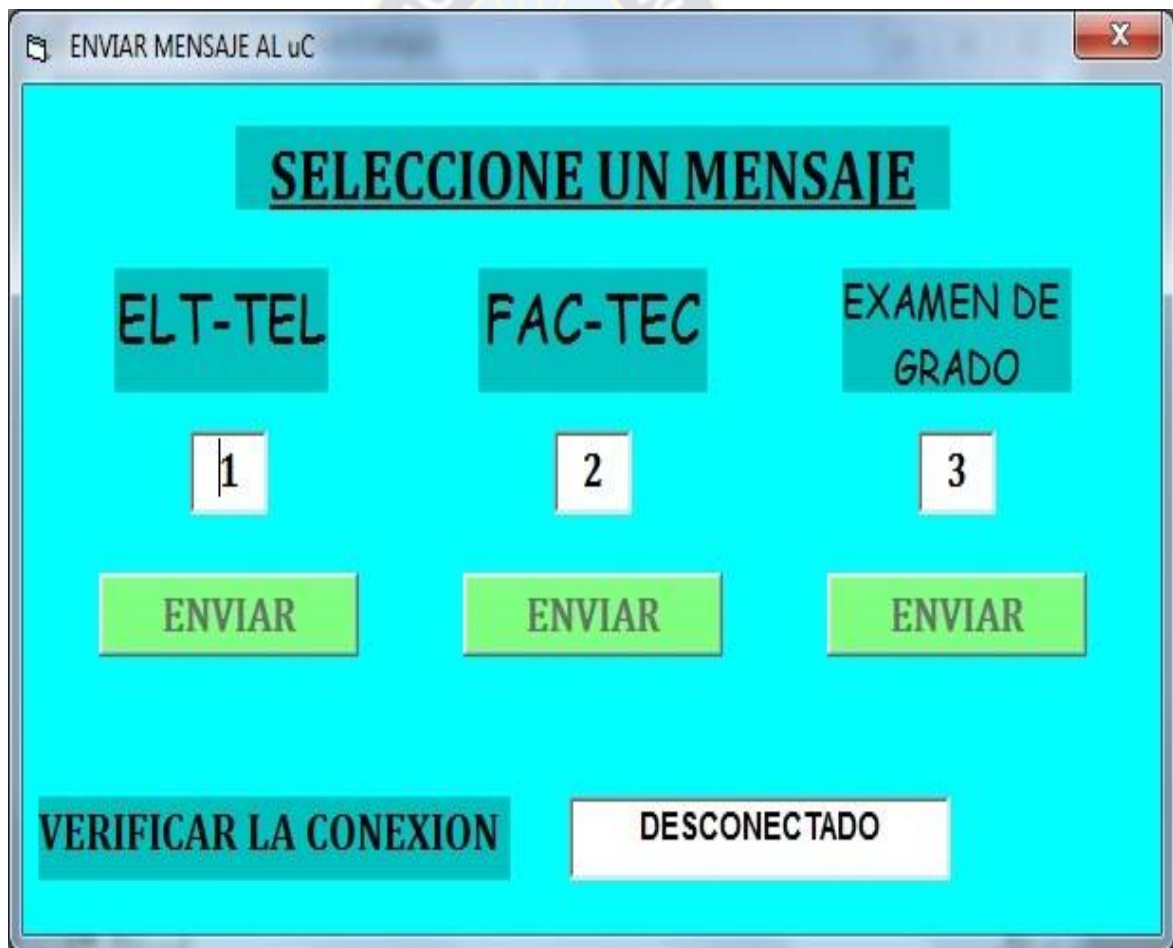 ENVIAR MENSAJE AL uC
X
SELECCIONE UN MENSAJE
ELT-TEL
FAC-TEC
EXAMEN DE
GRADO
1
2
3
ENVIAR
ENVIAR
ENVIAR
VERIFICAR LA CONEXION
DESCONECTADO